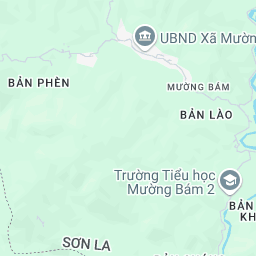 UBND Xã Mườn
BẢN PHÈN
MƯỜNG BÁM
BẢN LÀO
Trường Tiểu học
Mường Bám 2
BẢN
KH
SƠN LA